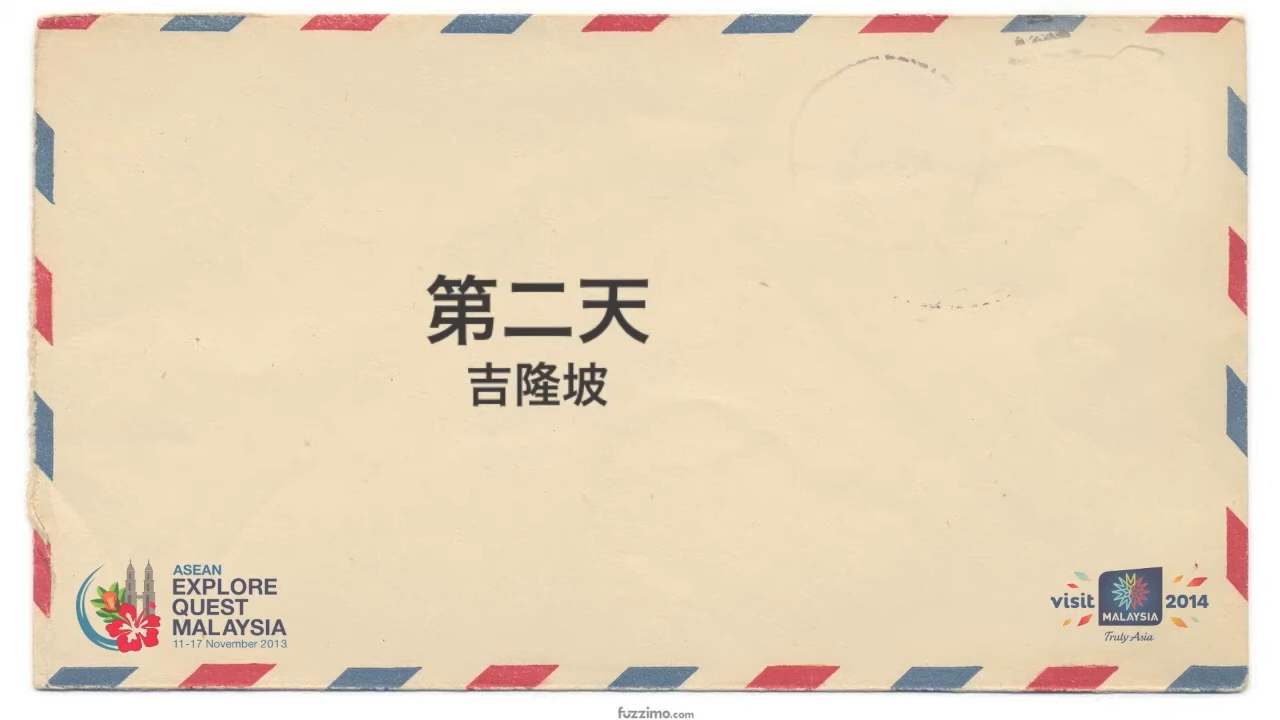 第二天
吉隆坡
ASEAN
EXPLORE
QUEST
MALAYSIA
11-17 November 2013
visit MALAYSIA 2014
Truly Asia
fuzzimo.com